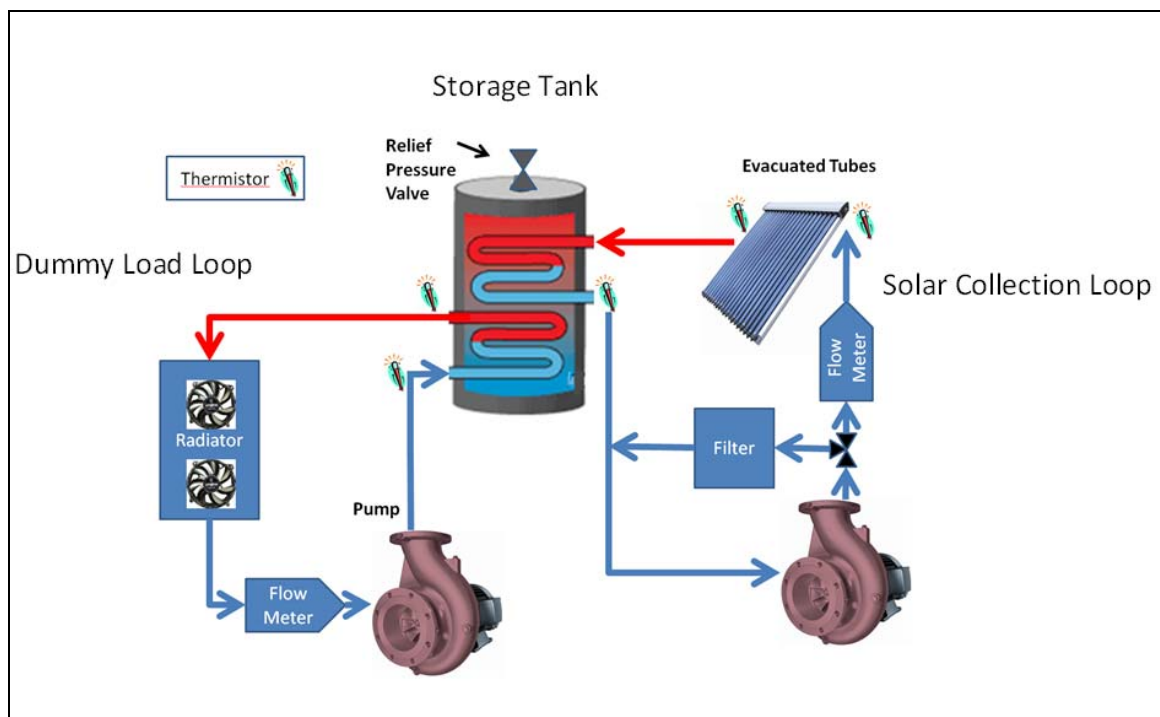 Storage Tank
Relief
Pressure
Valve
Evacuated Tubes
Thermistor
Dummy Load Loop
Solar Collection Loop
Flow
Meter
Radiator
Filter
Pump
Flow
Meter